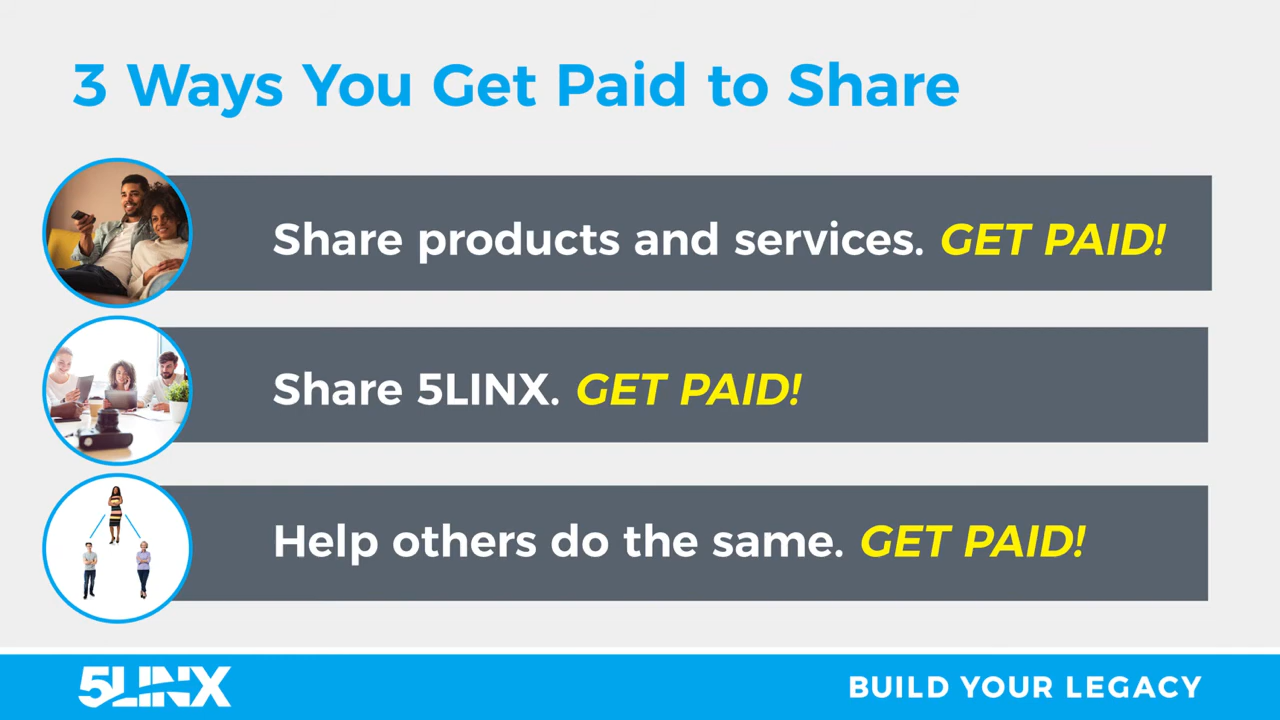 3 Ways You Get Paid to Share
Share products and services. GET PAID!
Share 5LINX. GET PAID!
Help others do the same. GET PAID!
5LINX
BUILD YOUR LEGACY